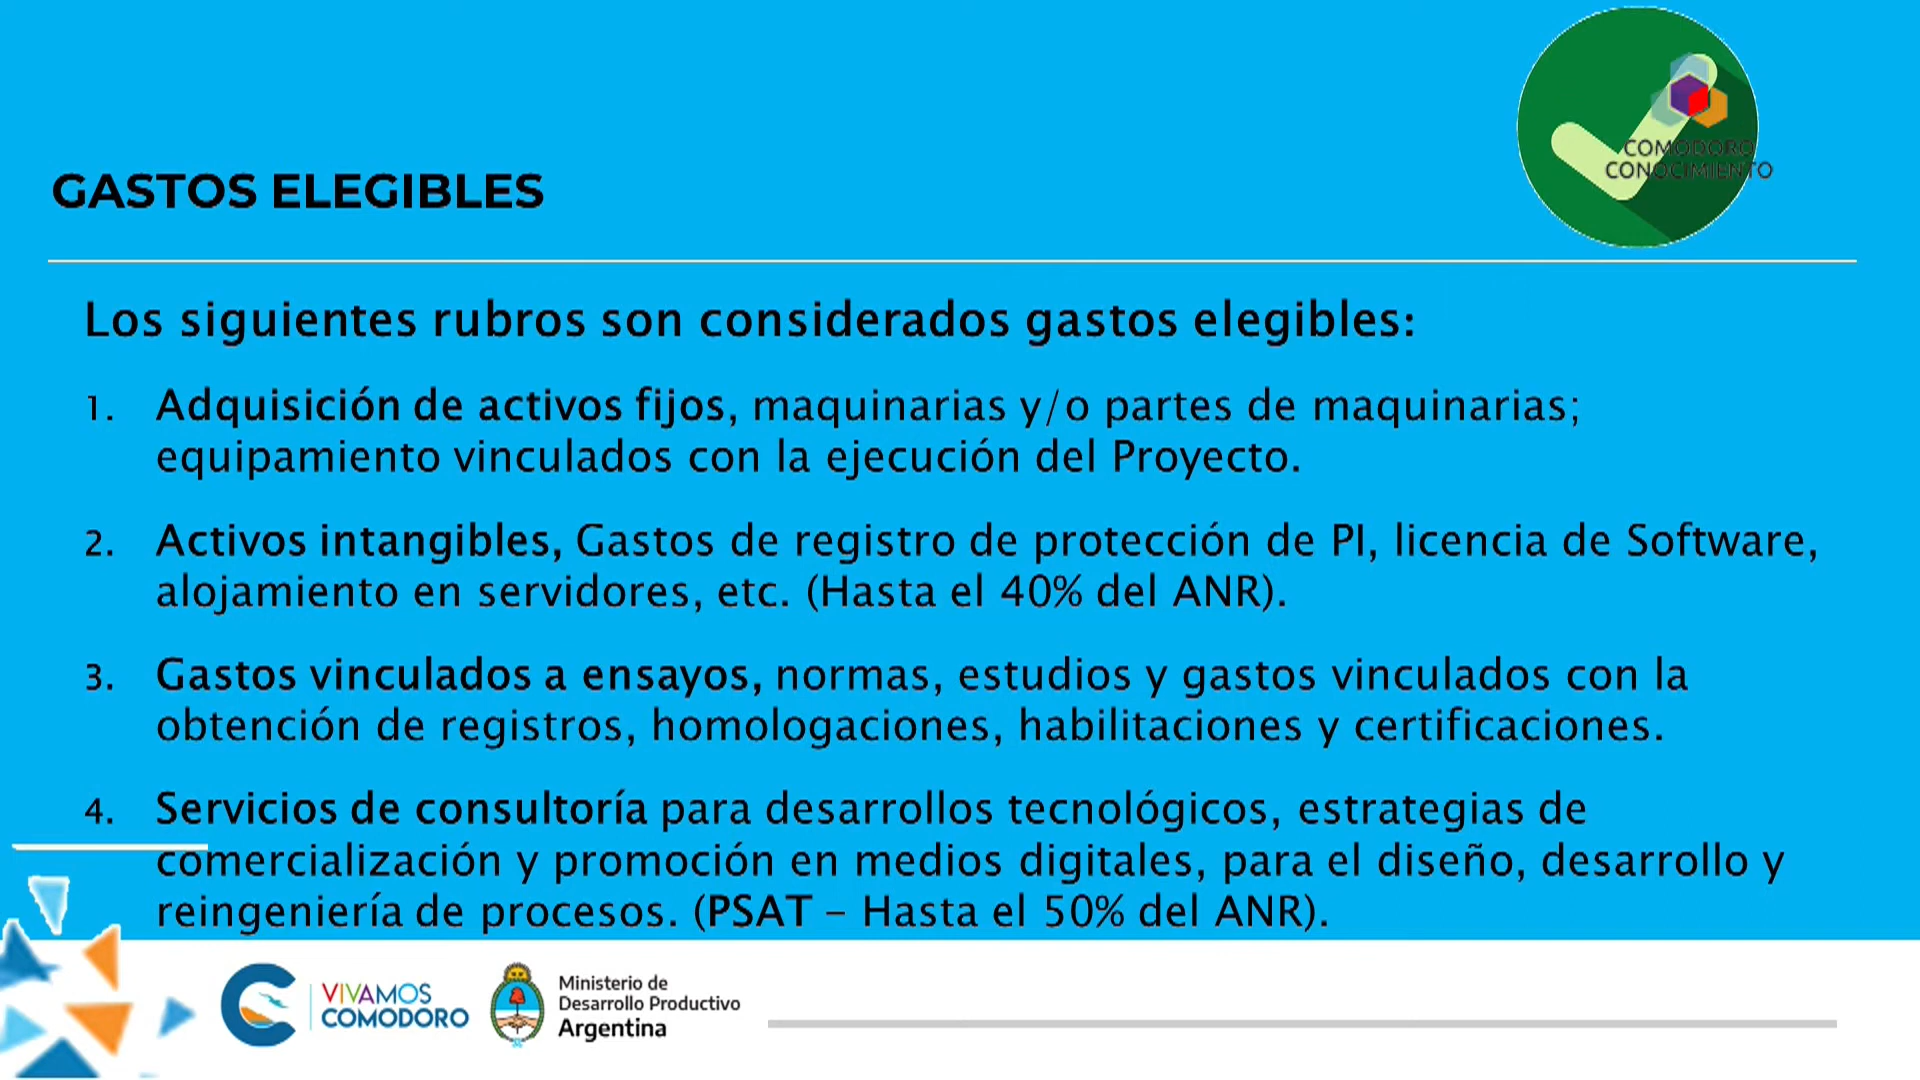 COMODORO
CONOCIMIENTO
GASTOS ELEGIBLES
Los siguientes rubros son considerados gastos elegibles:
1. Adquisición de activos fijos, maquinarias y/o partes de maquinarias;
equipamiento vinculados con la ejecución del Proyecto.
2. Activos intangibles, Gastos de registro de protección de PI, licencia de Software,
alojamiento en servidores, etc. (Hasta el 40% del ANR).
3. Gastos vinculados a ensayos, normas, estudios y gastos vinculados con la
obtención de registros, homologaciones, habilitaciones y certificaciones.
4. Servicios de consultoría para desarrollos tecnológicos, estrategias de
comercialización y promoción en medios digitales, para el diseño, desarrollo y
reingeniería de procesos. (PSAT – Hasta el 50% del ANR).
VIVAMOS
COMODORO
Ministerio de
Desarrollo Productivo
Argentina